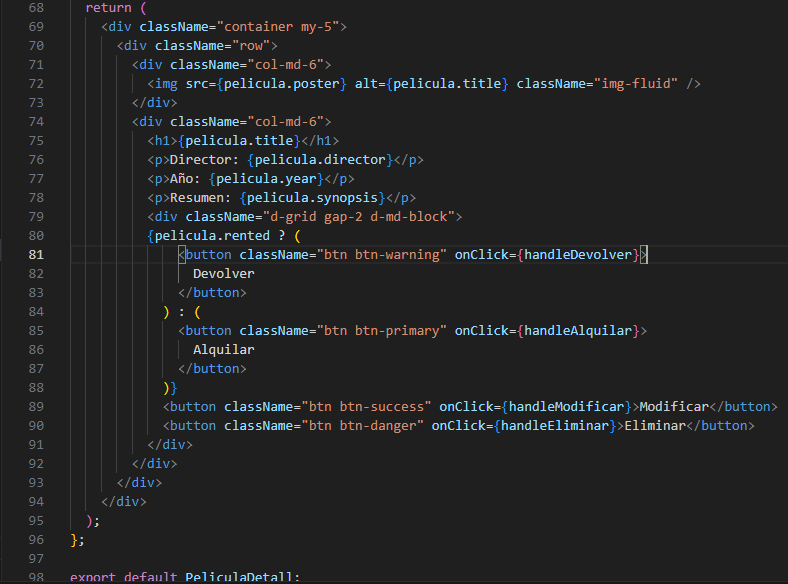 68 return (
69 <div className="container my-5">
70 <div className="row">
71 <div className="col-md-6">
72 <img src={pelicula.poster} alt={pelicula.title} className="img-fluid" />
73 </div>
74 <div className="col-md-6">
75 <h1>{pelicula.title}</h1>
76 <p>Director: {pelicula.director}</p>
77 <p>Año: {pelicula.year}</p>
78 <p>Resumen: {pelicula.synopsis}</p>
79 <div className="d-grid gap-2 d-md-block">
80 {pelicula.rented ? (
81 <button className="btn btn-warning" onClick={handleDevolver}>
82 Devolver
83 </button>
84 ) : (
85 <button className="btn btn-primary" onClick={handleAlquilar}>
86 Alquilar
87 </button>
88 )}
89 <button className="btn btn-success" onClick={handleModificar}>Modificar</button>
90 <button className="btn btn-danger" onClick={handleEliminar}>Eliminar</button>
91 </div>
92 </div>
93 </div>
94 </div>
95 );
96 };
97
98 export default PeliculaDetall;